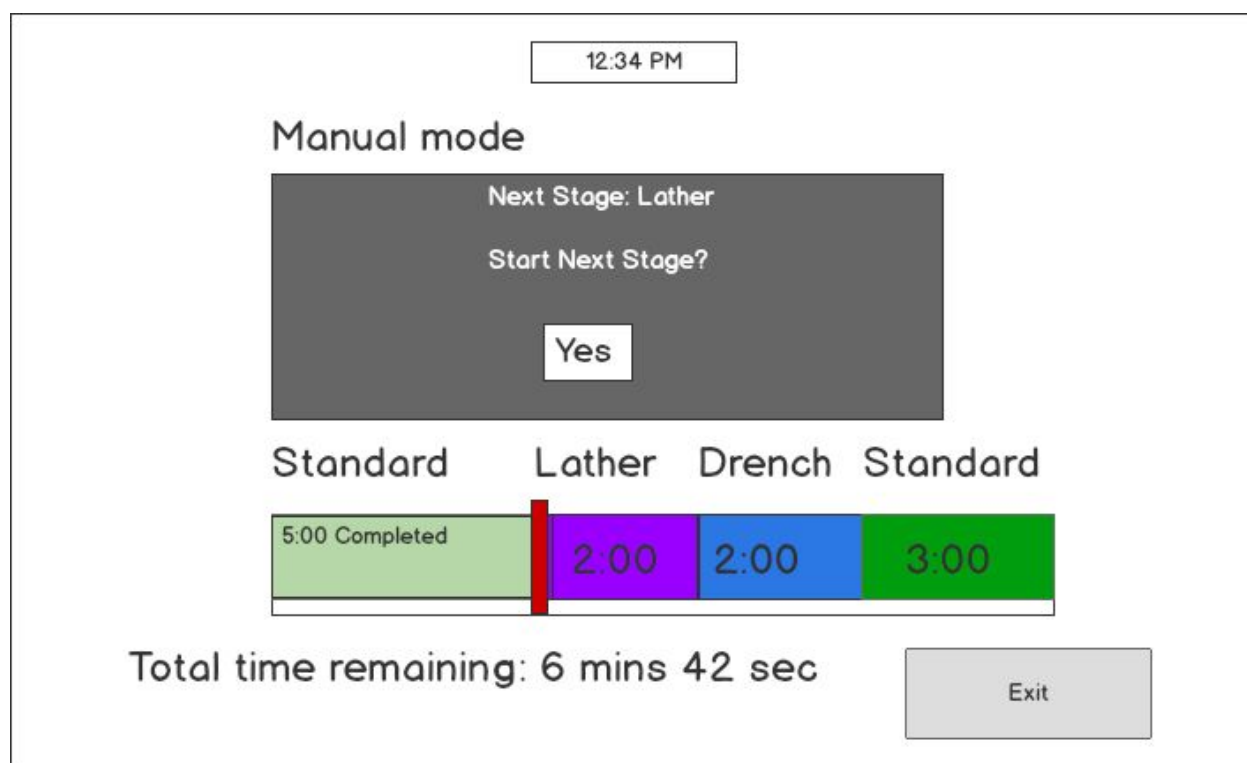 12:34 PM
Manual mode
Next Stage: Lather
Start Next Stage?
Yes
Standard Lather Drench Standard
5:00 Completed 2:00 2:00 3:00
Total time remaining: 6 mins 42 sec
Exit